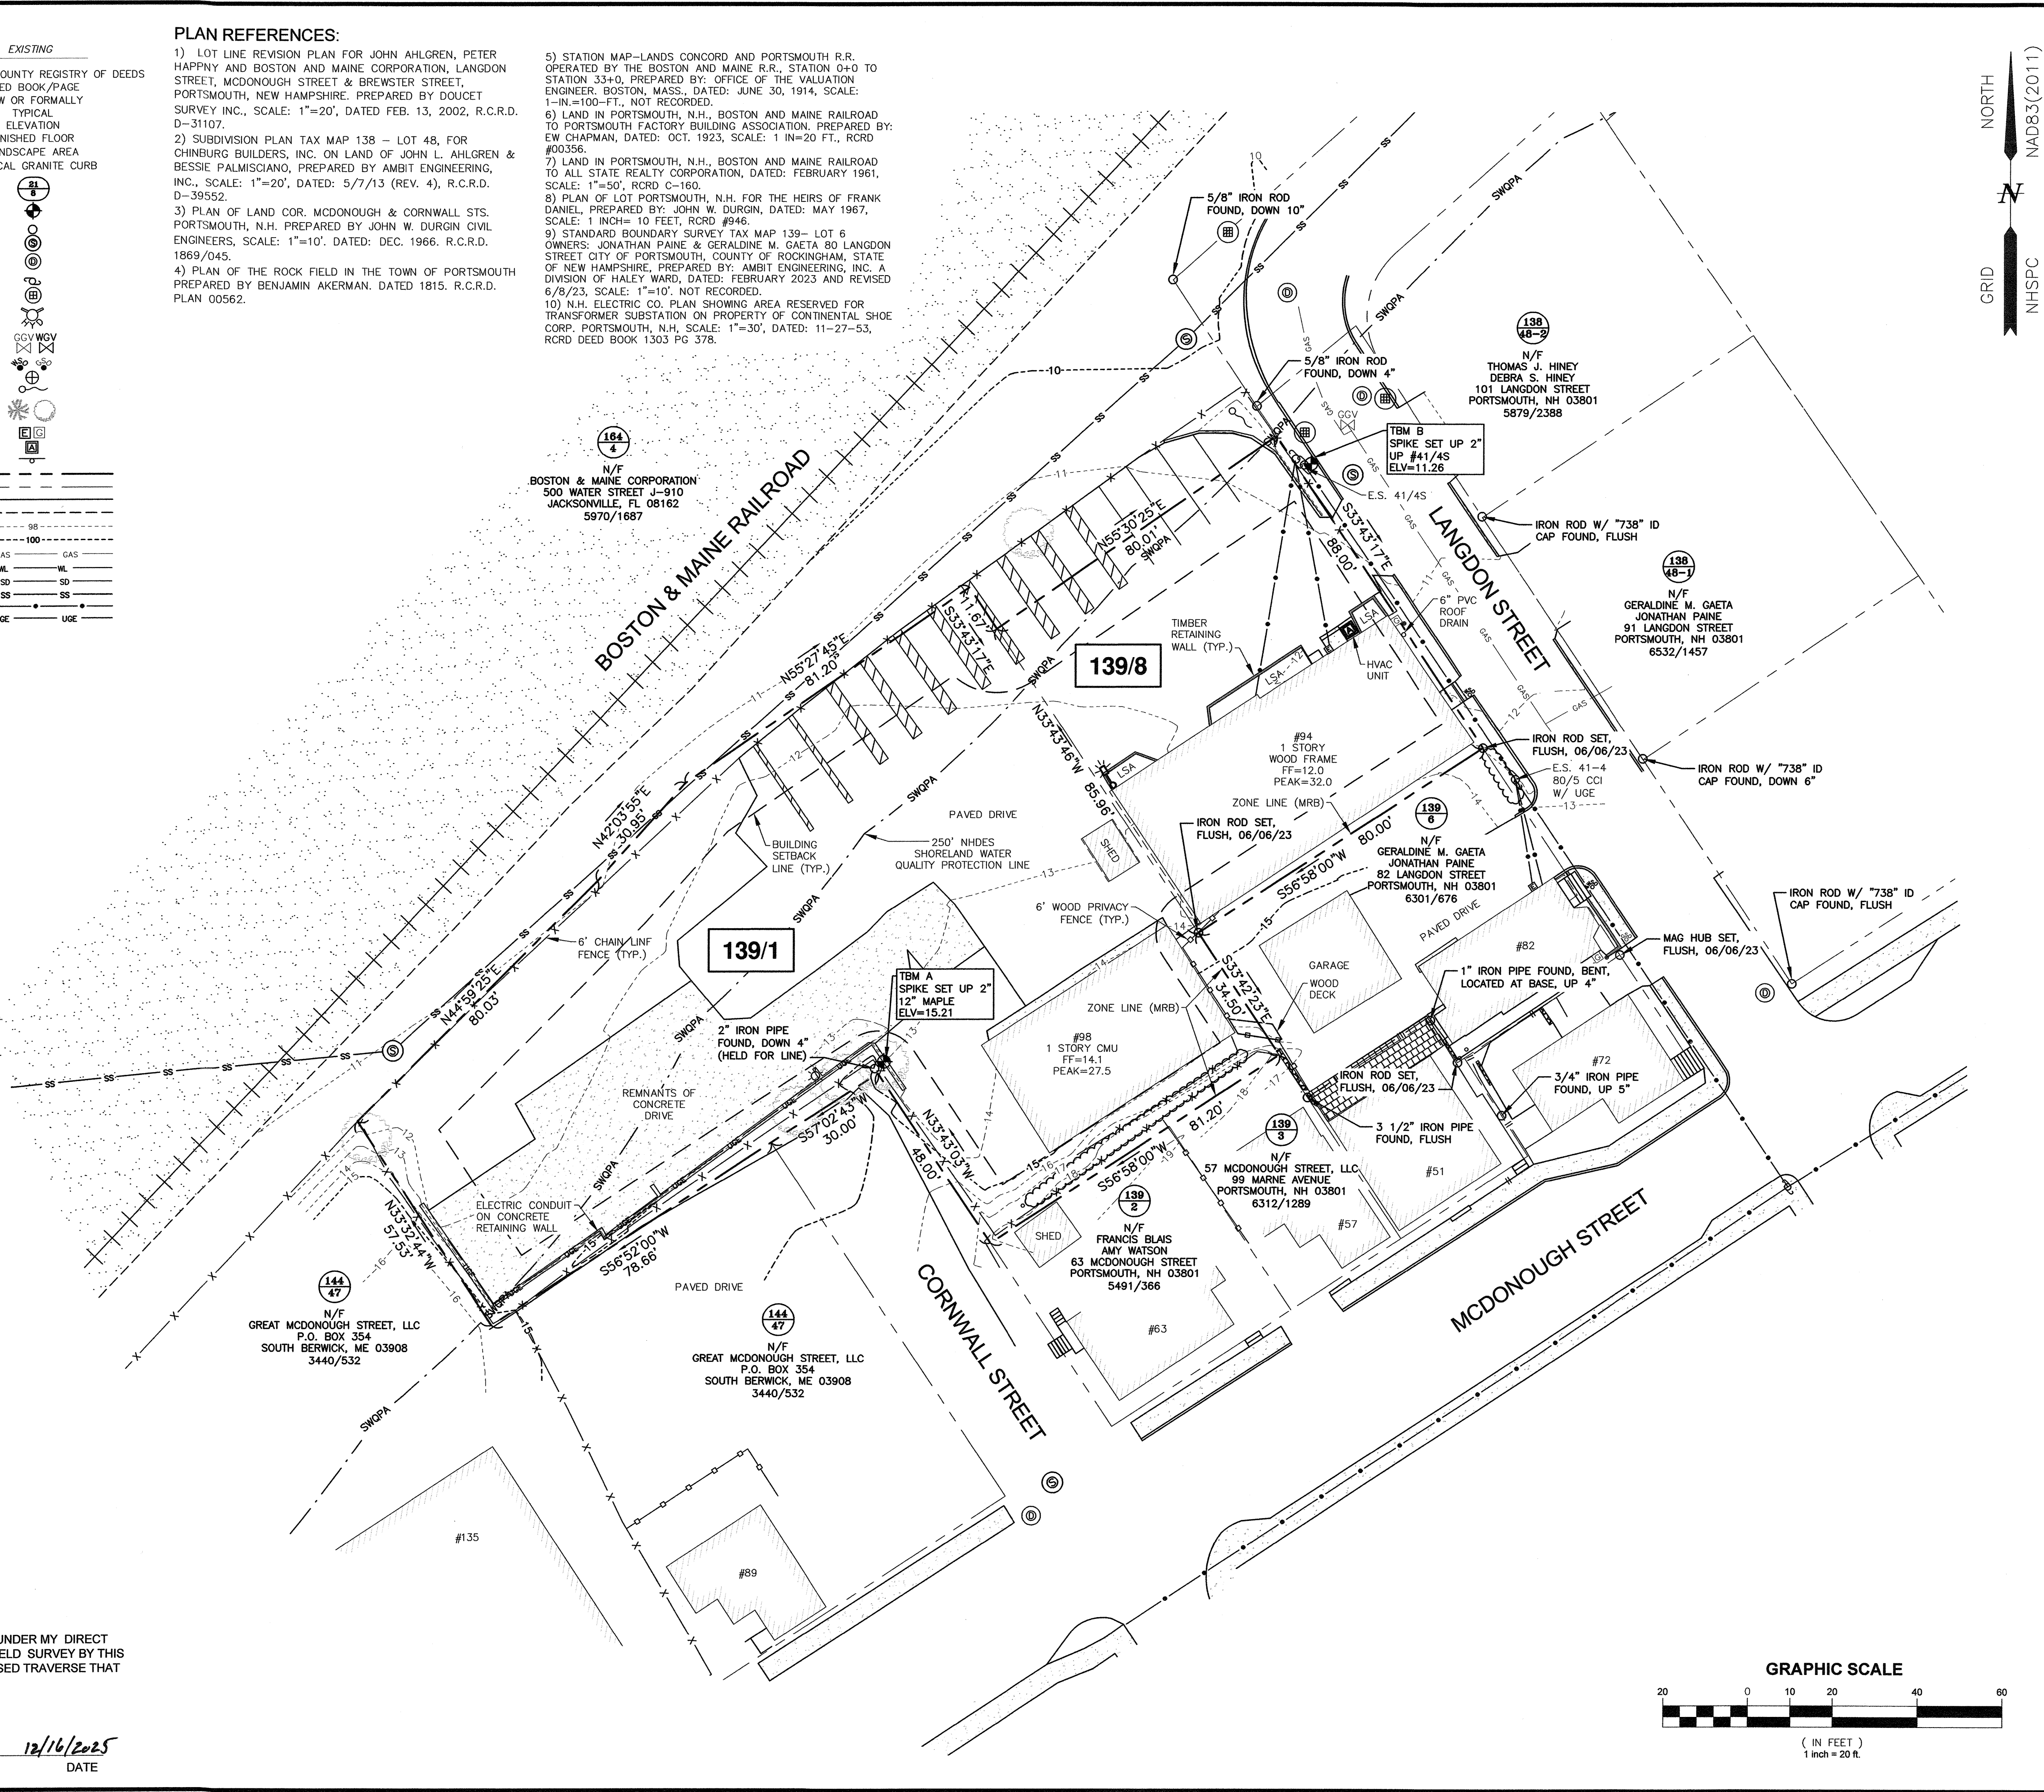 EXISTING
OUNTY REGISTRY OF DEEDS
ED BOOK/PAGE
W OR FORMALLY
TYPICAL
ELEVATION
NISHED FLOOR
NDSCAPE AREA
CAL GRANITE CURB
21
8
GGV WGV
WSO GSO
98
100
AS GAS
WL WL
SD SD
SS SS
GE UGE
PLAN REFERENCES:
1) LOT LINE REVISION PLAN FOR JOHN AHLGREN, PETER
HAPPNY AND BOSTON AND MAINE CORPORATION, LANGDON
STREET, MCDONOUGH STREET & BREWSTER STREET,
PORTSMOUTH, NEW HAMPSHIRE. PREPARED BY DOUCET
SURVEY INC., SCALE: 1"=20', DATED FEB. 13, 2002, R.C.R.D.
D-31107.
2) SUBDIVISION PLAN TAX MAP 138 - LOT 48, FOR
CHINBURG BUILDERS, INC. ON LAND OF JOHN L. AHLGREN &
BESSIE PALMISCIANO, PREPARED BY AMBIT ENGINEERING,
INC., SCALE: 1"=20', DATED: 5/7/13 (REV. 4), R.C.R.D.
D-39552.
3) PLAN OF LAND COR. MCDONOUGH & CORNWALL STS.
PORTSMOUTH, N.H. PREPARED BY JOHN W. DURGIN CIVIL
ENGINEERS, SCALE: 1"=10'. DATED: DEC. 1966. R.C.R.D.
1869/045.
4) PLAN OF THE ROCK FIELD IN THE TOWN OF PORTSMOUTH
PREPARED BY BENJAMIN AKERMAN. DATED 1815. R.C.R.D.
PLAN 00562.
5) STATION MAP-LANDS CONCORD AND PORTSMOUTH R.R.
OPERATED BY THE BOSTON AND MAINE R.R., STATION 0+0 TO
STATION 33+0, PREPARED BY: OFFICE OF THE VALUATION
ENGINEER. BOSTON, MASS., DATED: JUNE 30, 1914, SCALE:
1-IN.=100-FT., NOT RECORDED.
6) LAND IN PORTSMOUTH, N.H., BOSTON AND MAINE RAILROAD
TO PORTSMOUTH FACTORY BUILDING ASSOCIATION. PREPARED BY:
EW CHAPMAN, DATED: OCT. 1923, SCALE: 1 IN=20 FT., RCRD
#00356.
7) LAND IN PORTSMOUTH, N.H., BOSTON AND MAINE RAILROAD
TO ALL STATE REALTY CORPORATION, DATED: FEBRUARY 1961,
SCALE: 1"=50', RCRD C-160.
8) PLAN OF LOT PORTSMOUTH, N.H. FOR THE HEIRS OF FRANK
DANIEL, PREPARED BY: JOHN W. DURGIN, DATED: MAY 1967,
SCALE: 1 INCH= 10 FEET, RCRD #946.
9) STANDARD BOUNDARY SURVEY TAX MAP 139- LOT 6
OWNERS: JONATHAN PAINE & GERALDINE M. GAETA 80 LANGDON
STREET CITY OF PORTSMOUTH, COUNTY OF ROCKINGHAM, STATE
OF NEW HAMPSHIRE, PREPARED BY: AMBIT ENGINEERING, INC. A
DIVISION OF HALEY WARD, DATED: FEBRUARY 2023 AND REVISED
6/8/23, SCALE: 1"=10'. NOT RECORDED.
10) N.H. ELECTRIC CO. PLAN SHOWING AREA RESERVED FOR
TRANSFORMER SUBSTATION ON PROPERTY OF CONTINENTAL SHOE
CORP. PORTSMOUTH, N.H, SCALE: 1"=30', DATED: 11-27-53,
RCRD DEED BOOK 1303 PG 378.
NORTH
NAD83(2011)
N
GRID
NHSPC
5/8" IRON ROD
FOUND, DOWN 10"
5/8" IRON ROD
FOUND, DOWN 4"
138
48-2
N/F
THOMAS J. HINEY
DEBRA S. HINEY
101 LANGDON STREET
PORTSMOUTH, NH 03801
5879/2388
TBM B
SPIKE SET UP 2"
UP #41/4S
ELV=11.26
E.S. 41/4S
GGV
164
4
N/F
BOSTON & MAINE CORPORATION
500 WATER STREET J-910
JACKSONVILLE, FL 08162
5970/1687
BOSTON & MAINE RAILROAD
LANGDON STREET
IRON ROD W/ "738" ID
CAP FOUND, FLUSH
138
48-1
N/F
GERALDINE M. GAETA
JONATHAN PAINE
91 LANGDON STREET
PORTSMOUTH, NH 03801
6532/1457
N55°30'25"E
80.01'
S33°43'17"E
88.00'
S33°43'17"E
11.67'
N55°27'45"E
81.20'
6" PVC
ROOF
DRAIN
TIMBER
RETAINING
WALL (TYP.)
HVAC
UNIT
LSA
LSA
LSA
139/8
#94
1 STORY
WOOD FRAME
FF=12.0
PEAK=32.0
IRON ROD SET,
FLUSH, 06/06/23
E.S. 41-4
80/5 CCI
W/ UGE
IRON ROD W/ "738" ID
CAP FOUND, DOWN 6"
N33°43'46"W
85.96'
ZONE LINE (MRB)
IRON ROD SET,
FLUSH, 06/06/23
S56°58'00"W 80.00'
139
6
N/F
GERALDINE M. GAETA
JONATHAN PAINE
82 LANGDON STREET
PORTSMOUTH, NH 03801
6301/676
N42°03'55"E
30.95'
BUILDING
SETBACK
LINE (TYP.)
PAVED DRIVE
250' NHDES
SHORELAND WATER
QUALITY PROTECTION LINE
SHED
6' WOOD PRIVACY
FENCE (TYP.)
PAVED DRIVE
#82
IRON ROD W/ "738" ID
CAP FOUND, FLUSH
MAG HUB SET,
FLUSH, 06/06/23
6' CHAIN LINF
FENCE (TYP.)
139/1
N44°59'25"E
80.03'
TBM A
SPIKE SET UP 2"
12" MAPLE
ELV=15.21
2" IRON PIPE
FOUND, DOWN 4"
(HELD FOR LINE)
GARAGE
WOOD
DECK
1" IRON PIPE FOUND, BENT,
LOCATED AT BASE, UP 4"
ZONE LINE (MRB)
S33°42'23"E
34.50'
#98
1 STORY CMU
FF=14.1
PEAK=27.5
IRON ROD SET,
FLUSH, 06/06/23
#72
3/4" IRON PIPE
FOUND, UP 5"
REMNANTS OF
CONCRETE
DRIVE
S57°02'43"W
30.00'
N33°43'03"W
48.00'
S56°58'00"W 81.20'
3 1/2" IRON PIPE
FOUND, FLUSH
139
3
N/F
57 MCDONOUGH STREET, LLC
99 MARNE AVENUE
PORTSMOUTH, NH 03801
6312/1289
#51
#57
139
2
N/F
FRANCIS BLAIS
AMY WATSON
63 MCDONOUGH STREET
PORTSMOUTH, NH 03801
5491/366
SHED
#63
ELECTRIC CONDUIT
ON CONCRETE
RETAINING WALL
N33°32'44"W
57.53'
S56°52'00"W
78.66'
PAVED DRIVE
144
47
N/F
GREAT MCDONOUGH STREET, LLC
P.O. BOX 354
SOUTH BERWICK, ME 03908
3440/532
144
47
N/F
GREAT MCDONOUGH STREET, LLC
P.O. BOX 354
SOUTH BERWICK, ME 03908
3440/532
CORNWALL STREET
MCDONOUGH STREET
SWQPA
#135
#89
UNDER MY DIRECT
ELD SURVEY BY THIS
SED TRAVERSE THAT
12/16/2025
DATE
GRAPHIC SCALE
20 0 10 20 40 60
( IN FEET )
1 inch = 20 ft.